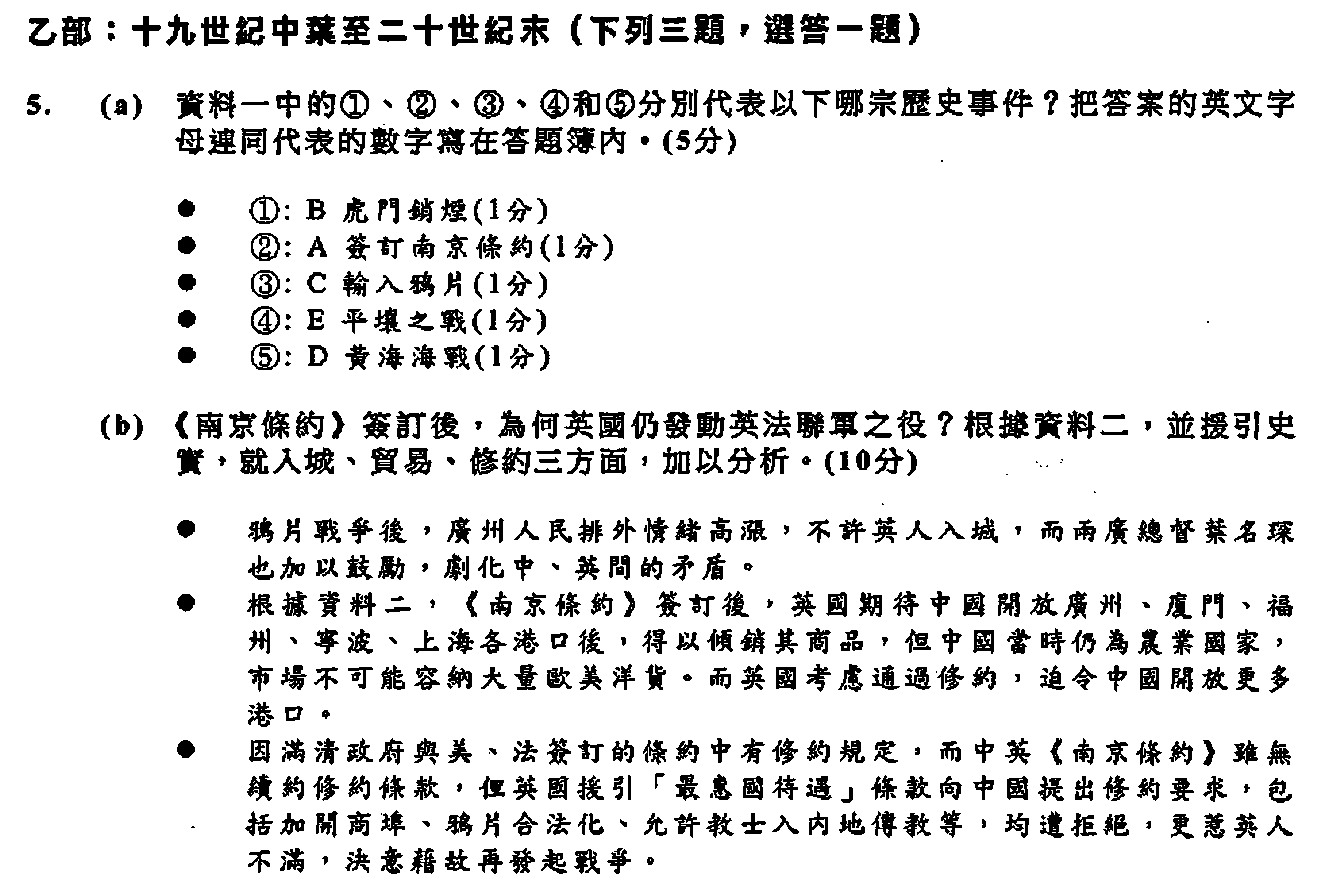 乙部：十九世紀中葉至二十世紀末（下列三題，選答一題）
5. (a) 資料一中的①、②、③、④和⑤分別代表以下哪宗歷史事件？把答案的英文字
母連同代表的數字寫在答題簿內。(5分)
● ①: B 虎門銷煙(1分)
● ②: A 簽訂南京條約(1分)
● ③: C 輸入鴉片(1分)
● ④: E 平壤之戰(1分)
● ⑤: D 黃海海戰(1分)
(b) 《南京條約》簽訂後，為何英國仍發動英法聯軍之役？根據資料二，並援引史
實，就入城、貿易、修約三方面，加以分析。(10分)
● 鴉片戰爭後，廣州人民排外情緒高漲，不許英人入城，而兩廣總督葉名琛
也加以鼓勵，劇化中、英間的矛盾。
● 根據資料二，《南京條約》簽訂後，英國期待中國開放廣州、廈門、福
州、寧波、上海各港口後，得以傾銷其商品，但中國當時仍為農業國家，
市場不可能容納大量歐美洋貨。而英國考慮通過修約，迫令中國開放更多
港口。
● 因滿清政府與美、法簽訂的條約中有修約規定，而中英《南京條約》雖無
續約修約條款，但英國援引「最惠國待遇」條款向中國提出修約要求，包
括加開商埠、鴉片合法化、允許教士入內地傳教等，均遭拒絕，更惹英人
不滿，決意藉故再發起戰爭。